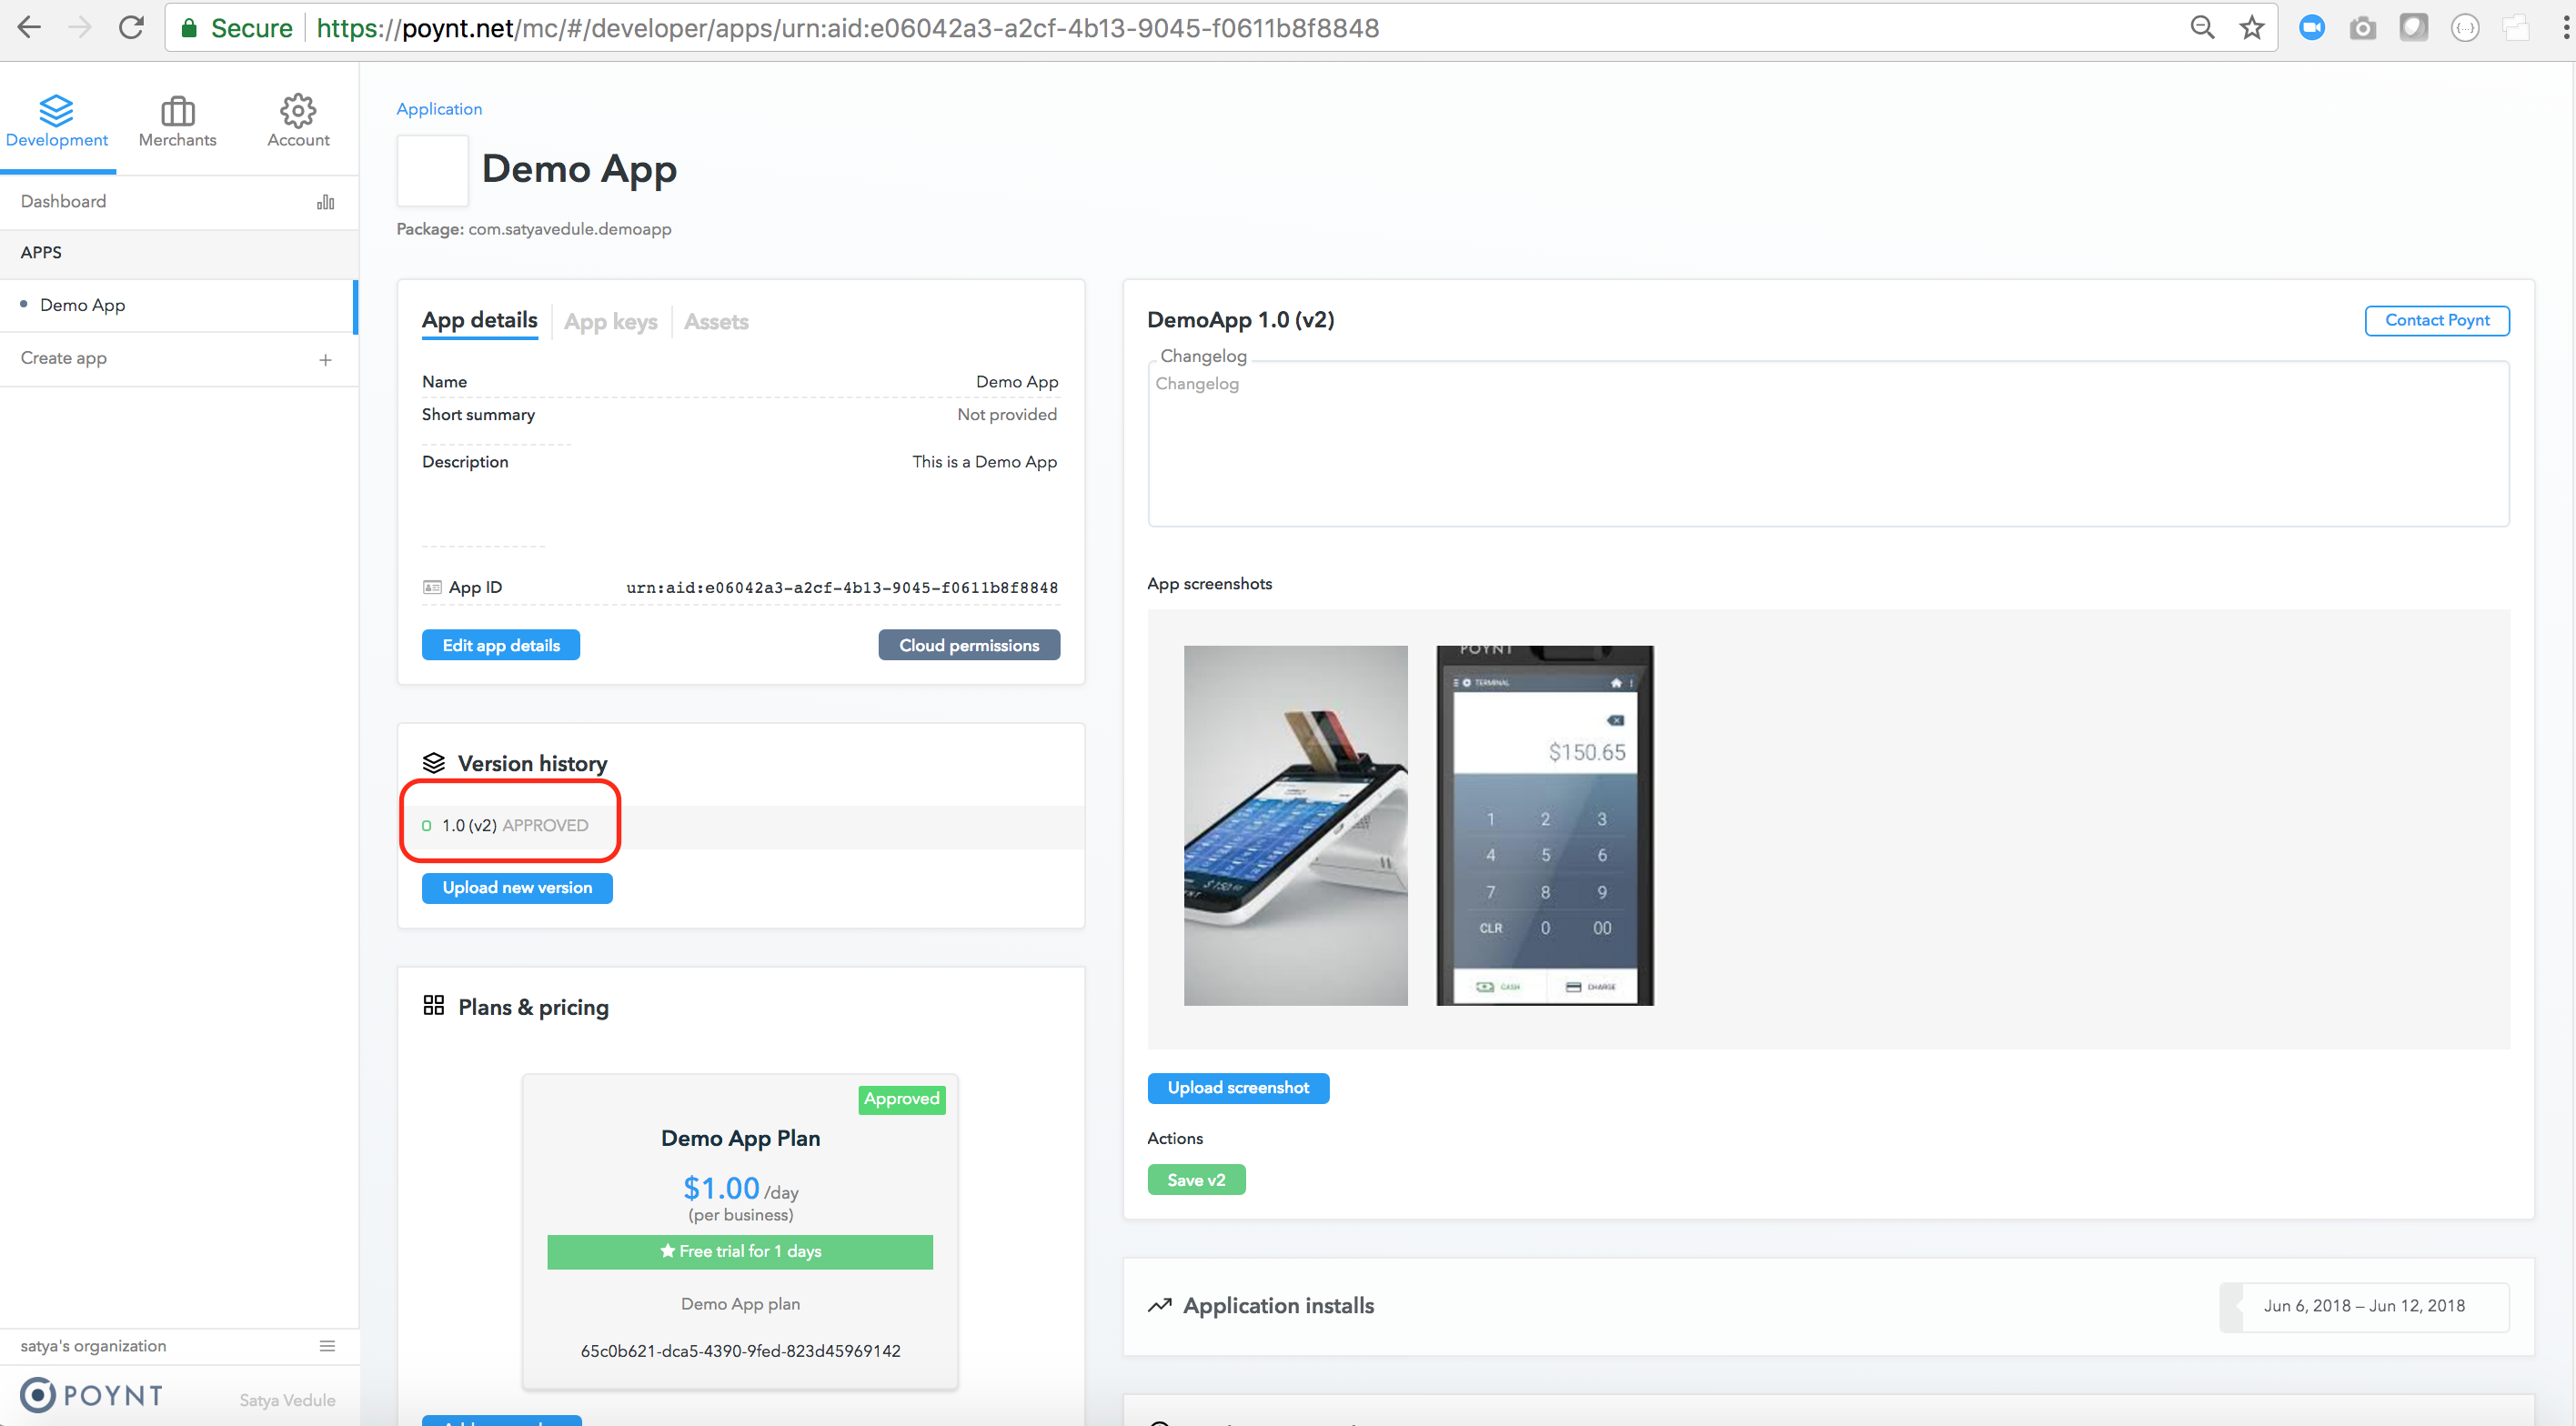 Secure https://poynt.net/mc/#/developer/apps/urn:aid:e06042a3-a2cf-4b13-9045-f0611b8f8848
Development
Merchants
Account
Dashboard
APPS
Demo App
Create app
satya's organization
POYNT
Satya Vedule
Application
Demo App
Package: com.satyavedule.demoapp
App details
App keys
Assets
Name Demo App
Short summary Not provided
Description This is a Demo App
App ID urn:aid:e06042a3-a2cf-4b13-9045-f0611b8f8848
Edit app details
Cloud permissions
Version history
1.0 (v2) APPROVED
Upload new version
Plans & pricing
Approved
Demo App Plan
$1.00 /day
(per business)
Free trial for 1 days
Demo App plan
65c0b621-dca5-4390-9fed-823d45969142
DemoApp 1.0 (v2)
Contact Poynt
Changelog
Changelog
App screenshots
POYNT
TERMINAL
$150.65
1 2 3
4 5 6
7 8 9
CLR 0 00
CASH CHARGE
Upload screenshot
Actions
Save v2
Application installs
Jun 6, 2018 – Jun 12, 2018